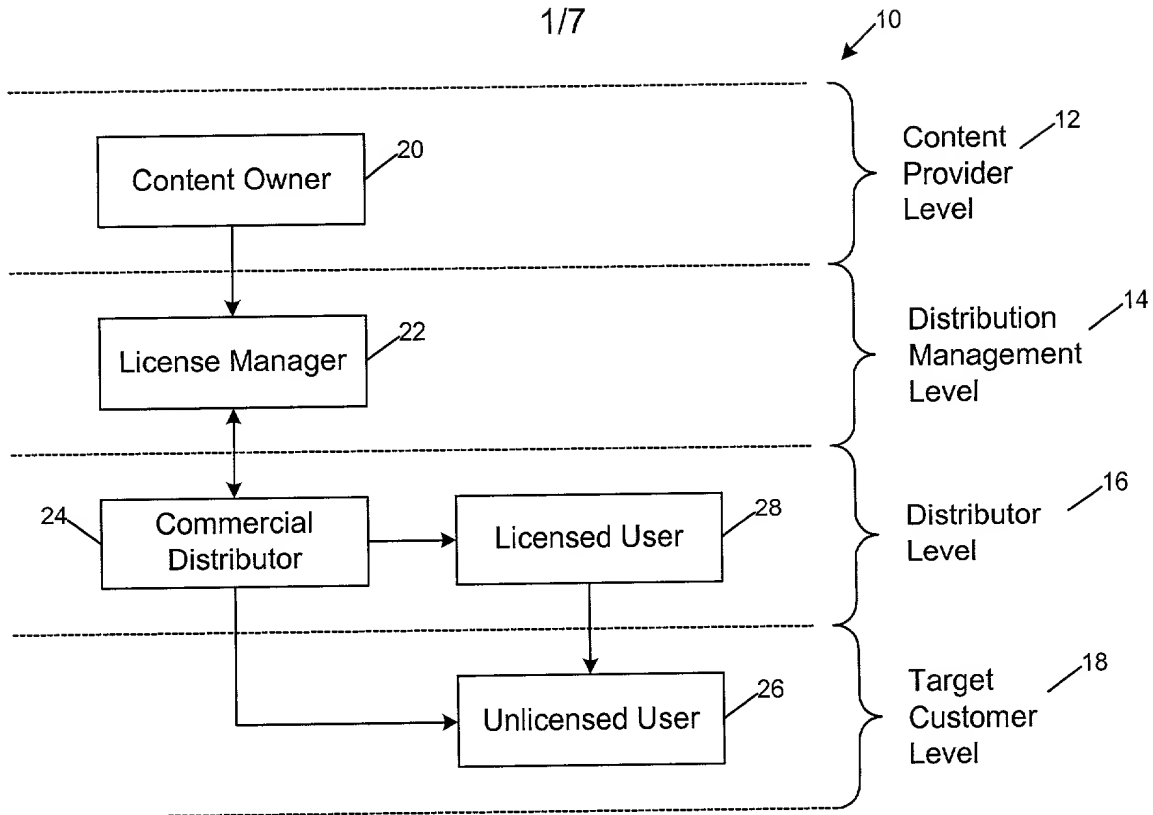 1/7
10
Content Owner
20
Content
Provider
Level
12
License Manager
22
Distribution
Management
Level
14
24
Commercial
Distributor
Licensed User
28
Distributor
Level
16
Unlicensed User
26
Target
Customer
Level
18